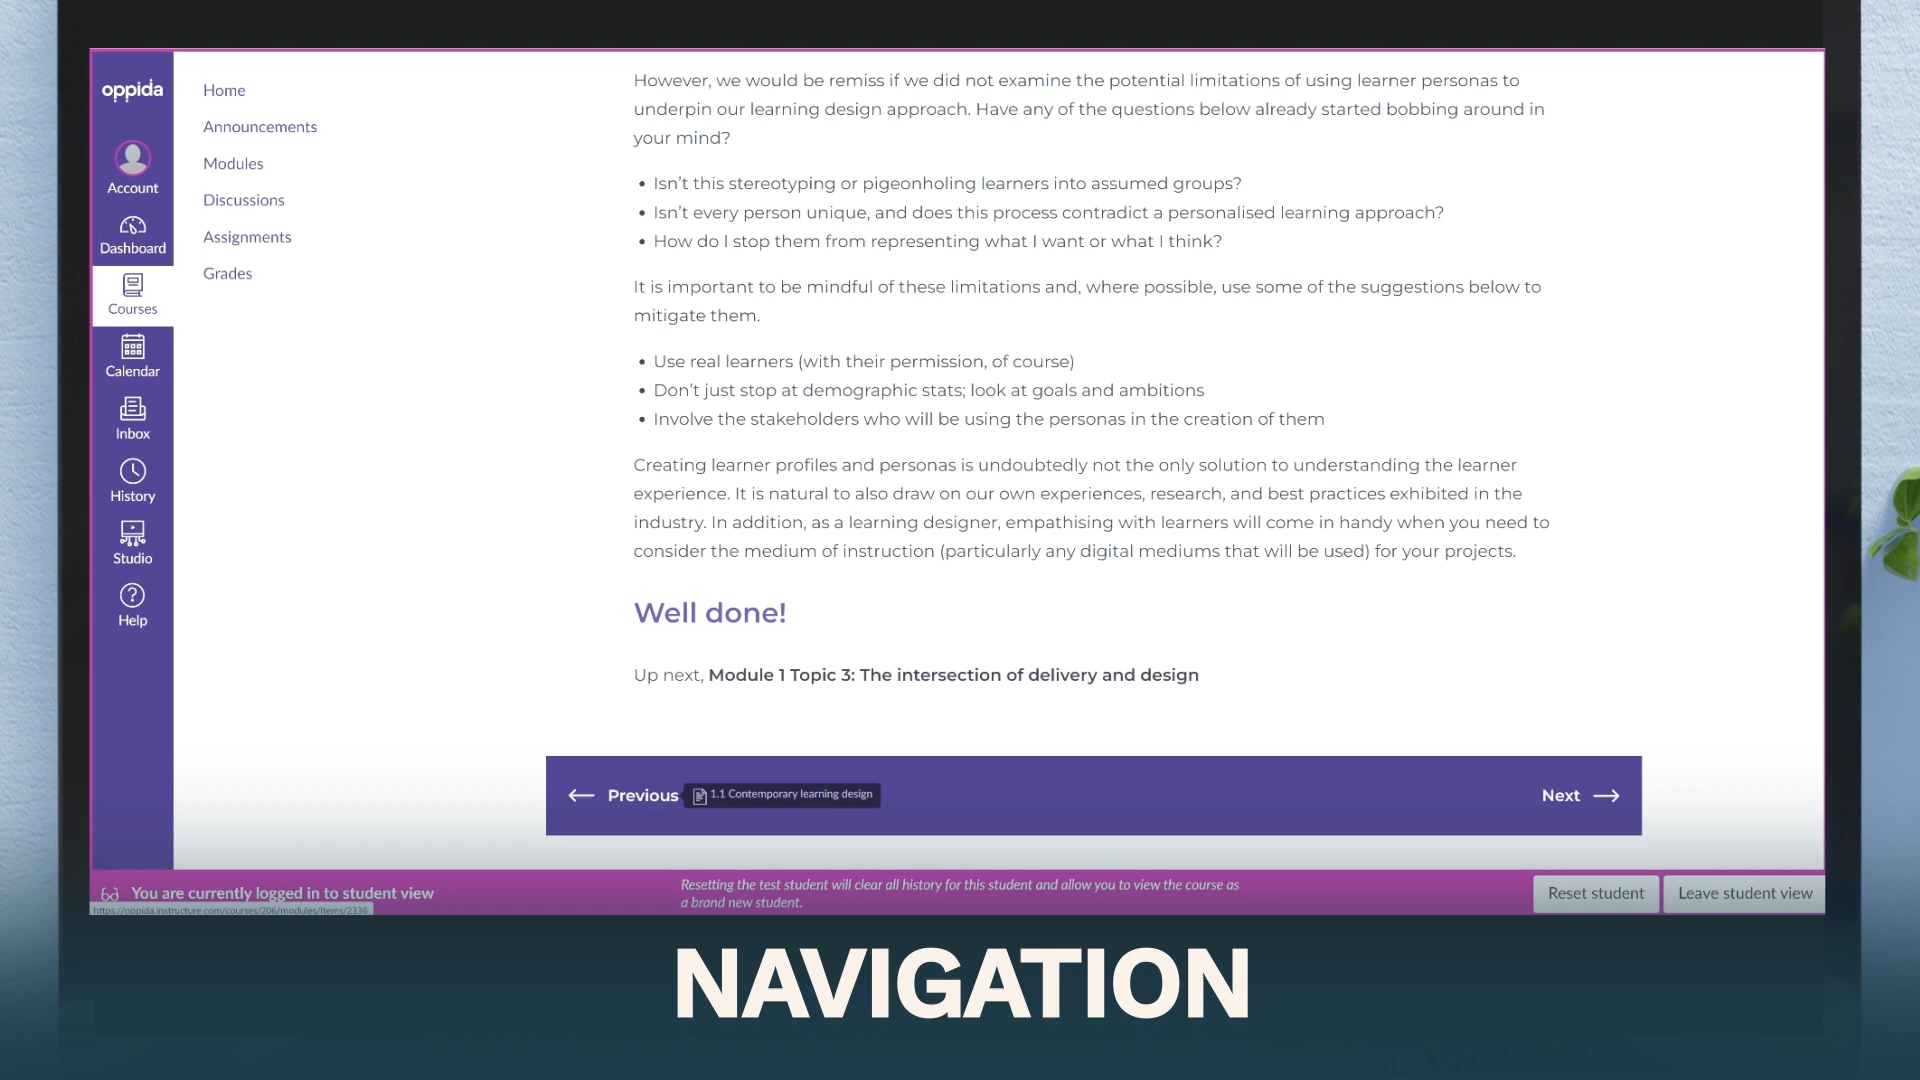 oppida
Account
Dashboard
Courses
Calendar
Inbox
History
Studio
Help
Home
Announcements
Modules
Discussions
Assignments
Grades
However, we would be remiss if we did not examine the potential limitations of using learner personas to
underpin our learning design approach. Have any of the questions below already started bobbing around in
your mind?
• Isn't this stereotyping or pigeonholing learners into assumed groups?
• Isn't every person unique, and does this process contradict a personalised learning approach?
• How do I stop them from representing what I want or what I think?
It is important to be mindful of these limitations and, where possible, use some of the suggestions below to
mitigate them.
• Use real learners (with their permission, of course)
• Don't just stop at demographic stats; look at goals and ambitions
• Involve the stakeholders who will be using the personas in the creation of them
Creating learner profiles and personas is undoubtedly not the only solution to understanding the learner
experience. It is natural to also draw on our own experiences, research, and best practices exhibited in the
industry. In addition, as a learning designer, empathising with learners will come in handy when you need to
consider the medium of instruction (particularly any digital mediums that will be used) for your projects.
Well done!
Up next, Module 1 Topic 3: The intersection of delivery and design
← Previous 1.1 Contemporary learning design Next →
You are currently logged in to student view
https://oppida.instructure.com/courses/206/modules/items/2336
Resetting the test student will clear all history for this student and allow you to view the course as
a brand new student.
Reset student Leave student view
NAVIGATION